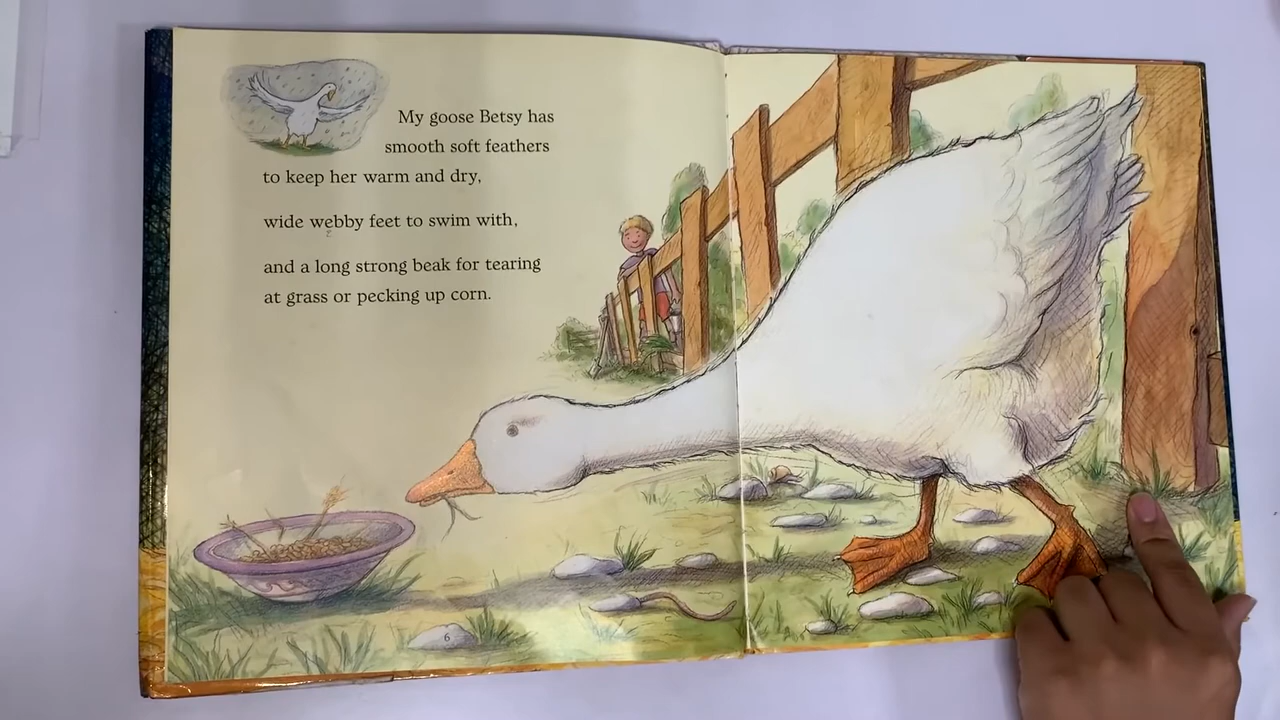 My goose Betsy has
smooth soft feathers
to keep her warm and dry,
wide webby feet to swim with,
and a long strong beak for tearing
at grass or pecking up corn.
6